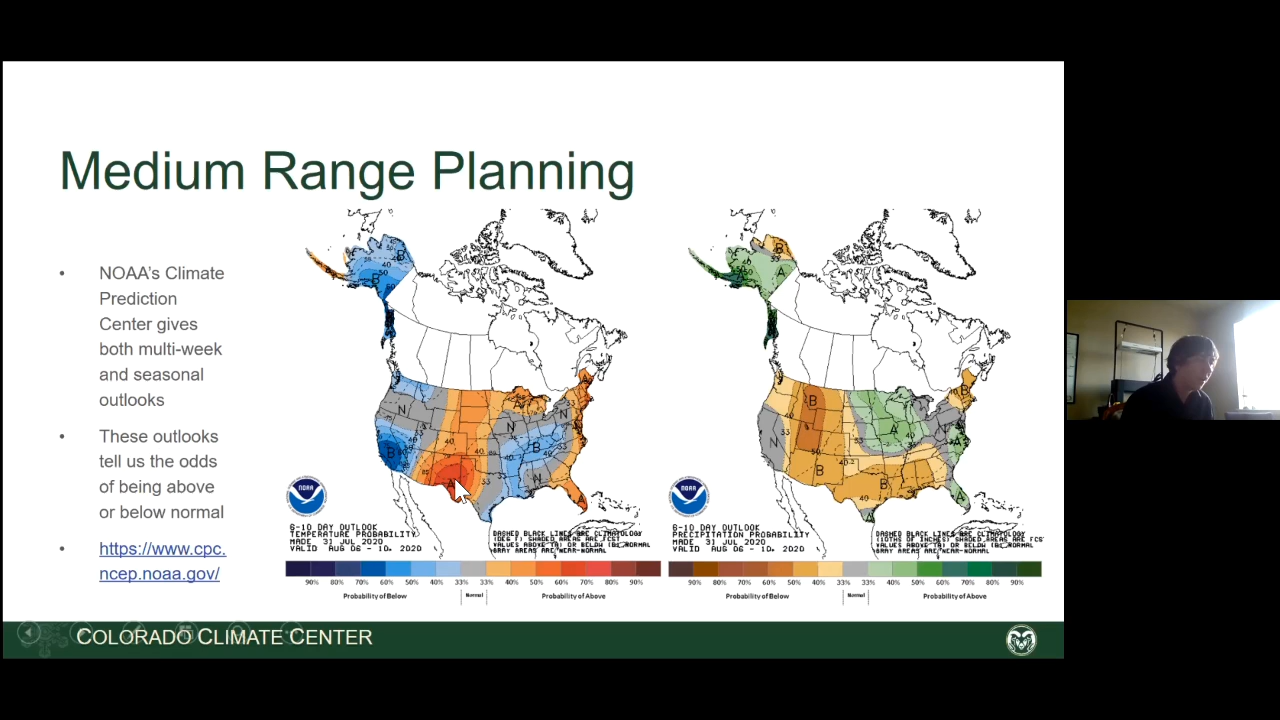 Medium Range Planning
• NOAA's Climate
Prediction
Center gives
both multi-week
and seasonal
outlooks
• These outlooks
tell us the odds
of being above
or below normal
• https://www.cpc.
ncep.noaa.gov/
NOAA
6-10 DAY OUTLOOK
TEMPERATURE PROBABILITY
MADE 31 JUL 2020
VALID AUG 06 - 10, 2020
DASHED BLACK LINES ARE CLIMATOLOGY
(DEG F) SHADED AREAS ARE FCST
VALUES ABOVE (A) OR BELOW (B) NORMAL
GRAY AREAS ARE NEAR-NORMAL
90% 80% 70% 60% 50% 40% 33% 33% 40% 50% 60% 70% 80% 90%
Probability of Below Normal Probability of Above
NOAA
6-10 DAY OUTLOOK
PRECIPITATION PROBABILITY
MADE 31 JUL 2020
VALID AUG 06 - 10, 2020
DASHED BLACK LINES ARE CLIMATOLOGY
(10THS OF INCHES) SHADED AREAS ARE FCS
VALUES ABOVE (A) OR BELOW (B) NORMAL
GRAY AREAS ARE NEAR-NORMAL
90% 80% 70% 60% 50% 40% 33% 33% 40% 50% 60% 70% 80% 90%
Probability of Below Normal Probability of Above
COLORADO CLIMATE CENTER